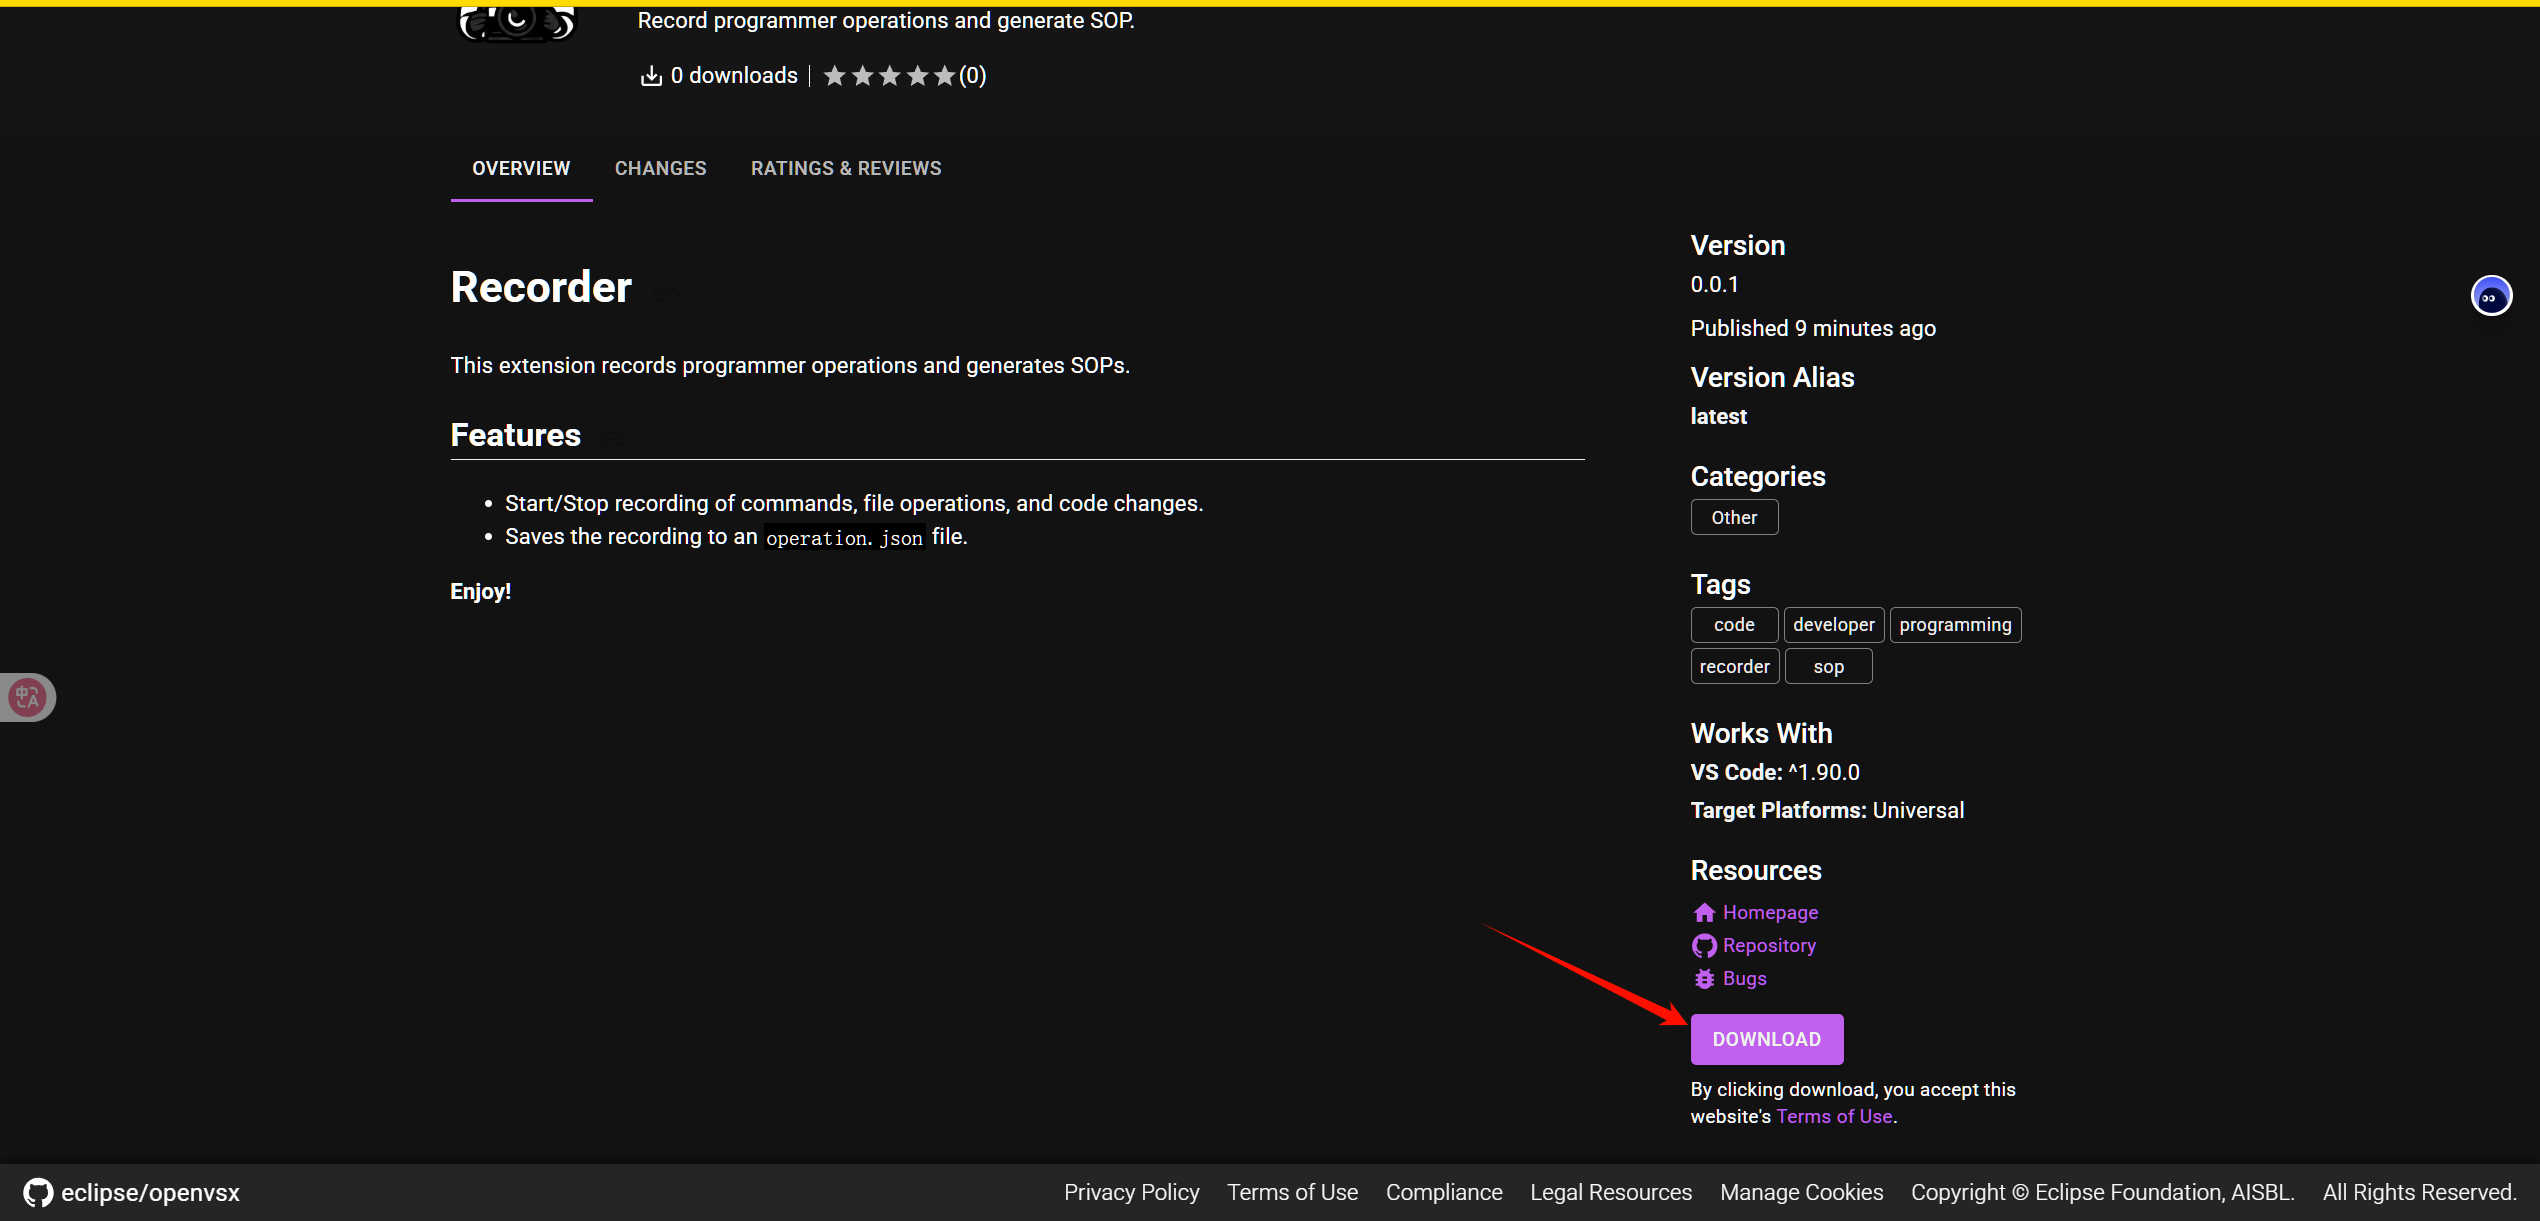 Record programmer operations and generate SOP.
0 downloads
(0)
OVERVIEW
CHANGES
RATINGS & REVIEWS
Recorder
This extension records programmer operations and generates SOPs.
Features
Start/Stop recording of commands, file operations, and code changes.
Saves the recording to an operation.json file.
Enjoy!
Version
0.0.1
Published 9 minutes ago
Version Alias
latest
Categories
Other
Tags
code
developer
programming
recorder
sop
Works With
VS Code: ^1.90.0
Target Platforms: Universal
Resources
Homepage
Repository
Bugs
DOWNLOAD
By clicking download, you accept this
website's Terms of Use.
中A
eclipse/openvsx
Privacy Policy
Terms of Use
Compliance
Legal Resources
Manage Cookies
Copyright © Eclipse Foundation, AISBL.
All Rights Reserved.